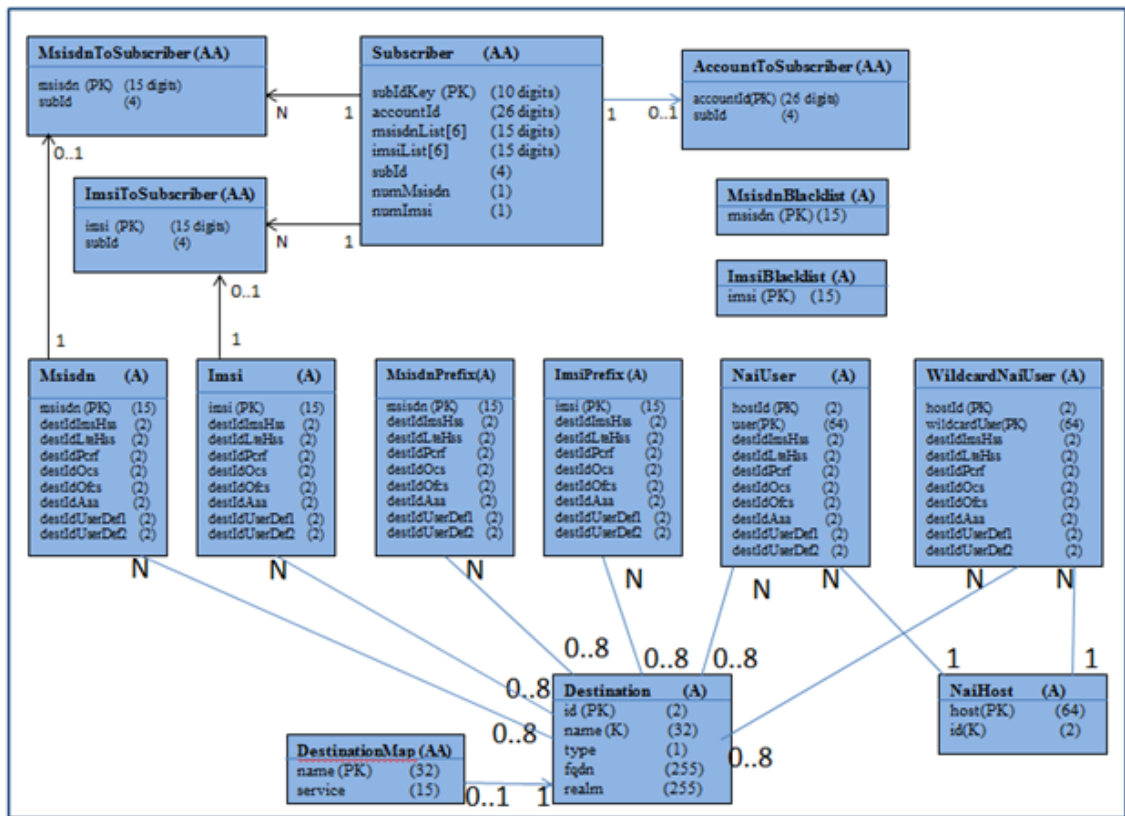 MsisdnToSubscriber (AA)
msisdn (PK) (15 digits)
subId (4)
Subscriber (AA)
subIdKey (PK) (10 digits)
accountId (26 digits)
msisdnList[6] (15 digits)
imsiList[6] (15 digits)
subId (4)
numMsisdn (1)
numImsi (1)
AccountToSubscriber (AA)
accountId(PK) (26 digits)
subId (4)
N
1
1
0..1
0..1
ImsiToSubscriber (AA)
imsi (PK) (15 digits)
subId (4)
N
1
MsisdnBlacklist (A)
msisdn (PK) (15)
ImsiBlacklist (A)
imsi (PK) (15)
0..1
1
1
Msisdn (A)
msisdn (PK) (15)
destIdImsHss (2)
destIdLteHss (2)
destIdPcrf (2)
destIdOcs (2)
destIdOfcs (2)
destIdAaa (2)
destIdUserDef1 (2)
destIdUserDef2 (2)
Imsi (A)
imsi (PK) (15)
destIdImsHss (2)
destIdLteHss (2)
destIdPcrf (2)
destIdOcs (2)
destIdOfcs (2)
destIdAaa (2)
destIdUserDef1 (2)
destIdUserDef2 (2)
MsisdnPrefix(A)
msisdn (PK) (15)
destIdImsHss (2)
destIdLteHss (2)
destIdPcrf (2)
destIdOcs (2)
destIdOfcs (2)
destIdAaa (2)
destIdUserDef1 (2)
destIdUserDef2 (2)
ImsiPrefix (A)
imsi (PK) (15)
destIdImsHss (2)
destIdLteHss (2)
destIdPcrf (2)
destIdOcs (2)
destIdOfcs (2)
destIdAaa (2)
destIdUserDef1 (2)
destIdUserDef2 (2)
NaiUser (A)
hostId (PK) (2)
user(PK) (64)
destIdImsHss (2)
destIdLteHss (2)
destIdPcrf (2)
destIdOcs (2)
destIdOfcs (2)
destIdAaa (2)
destIdUserDef1 (2)
destIdUserDef2 (2)
WildcardNaiUser (A)
hostId (PK) (2)
wildcardUser(PK) (64)
destIdImsHss (2)
destIdLteHss (2)
destIdPcrf (2)
destIdOcs (2)
destIdOfcs (2)
destIdAaa (2)
destIdUserDef1 (2)
destIdUserDef2 (2)
N
N
N
N
N
N
N
N
0..8
0..8
0..8
1
1
0..8
0..8
0..8
Destination (A)
id (PK) (2)
name (K) (32)
type (1)
fqdn (255)
realm (255)
NaiHost (A)
host(PK) (64)
id(K) (2)
DestinationMap (AA)
name (PK) (32)
service (15)
0..1
1